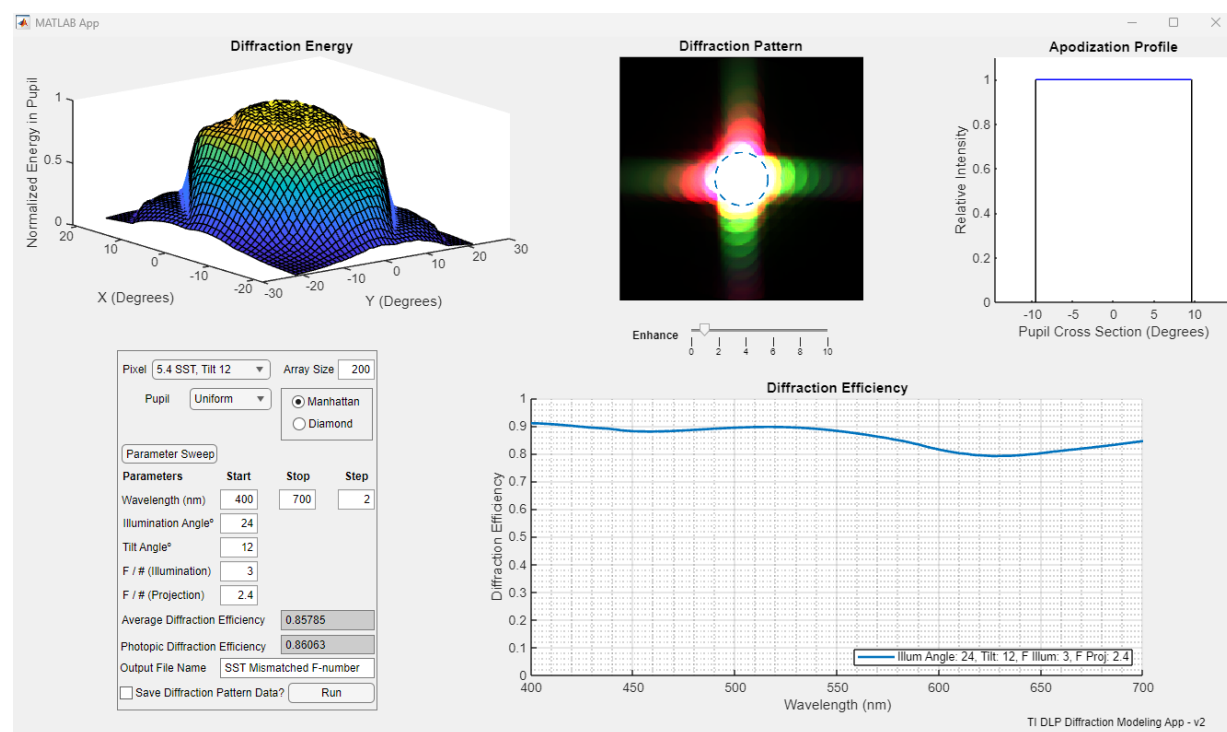 MATLAB App
Diffraction Energy
Normalized Energy in Pupil
1
0.5
0
20
10
0
-10
-20
X (Degrees)
-30
-20
-10
0
10
20
30
Y (Degrees)
Diffraction Pattern
Enhance
0 2 4 6 8 10
Apodization Profile
Relative Intensity
1
0.8
0.6
0.4
0.2
0
-10 -5 0 5 10
Pupil Cross Section (Degrees)
Pixel 5.4 SST, Tilt 12 Array Size 200
Pupil Uniform
Manhattan
Diamond
Parameter Sweep
Parameters Start Stop Step
Wavelength (nm) 400 700 2
Illumination Angle° 24
Tilt Angle° 12
F / # (Illumination) 3
F / # (Projection) 2.4
Average Diffraction Efficiency 0.85785
Photopic Diffraction Efficiency 0.86063
Output File Name SST Mismatched F-number
Save Diffraction Pattern Data? Run
Diffraction Efficiency
Diffraction Efficiency
1
0.9
0.8
0.7
0.6
0.5
0.4
0.3
0.2
0.1
0
Illum Angle: 24, Tilt: 12, F Illum: 3, F Proj: 2.4
400 450 500 550 600 650 700
Wavelength (nm)
TI DLP Diffraction Modeling App - v2